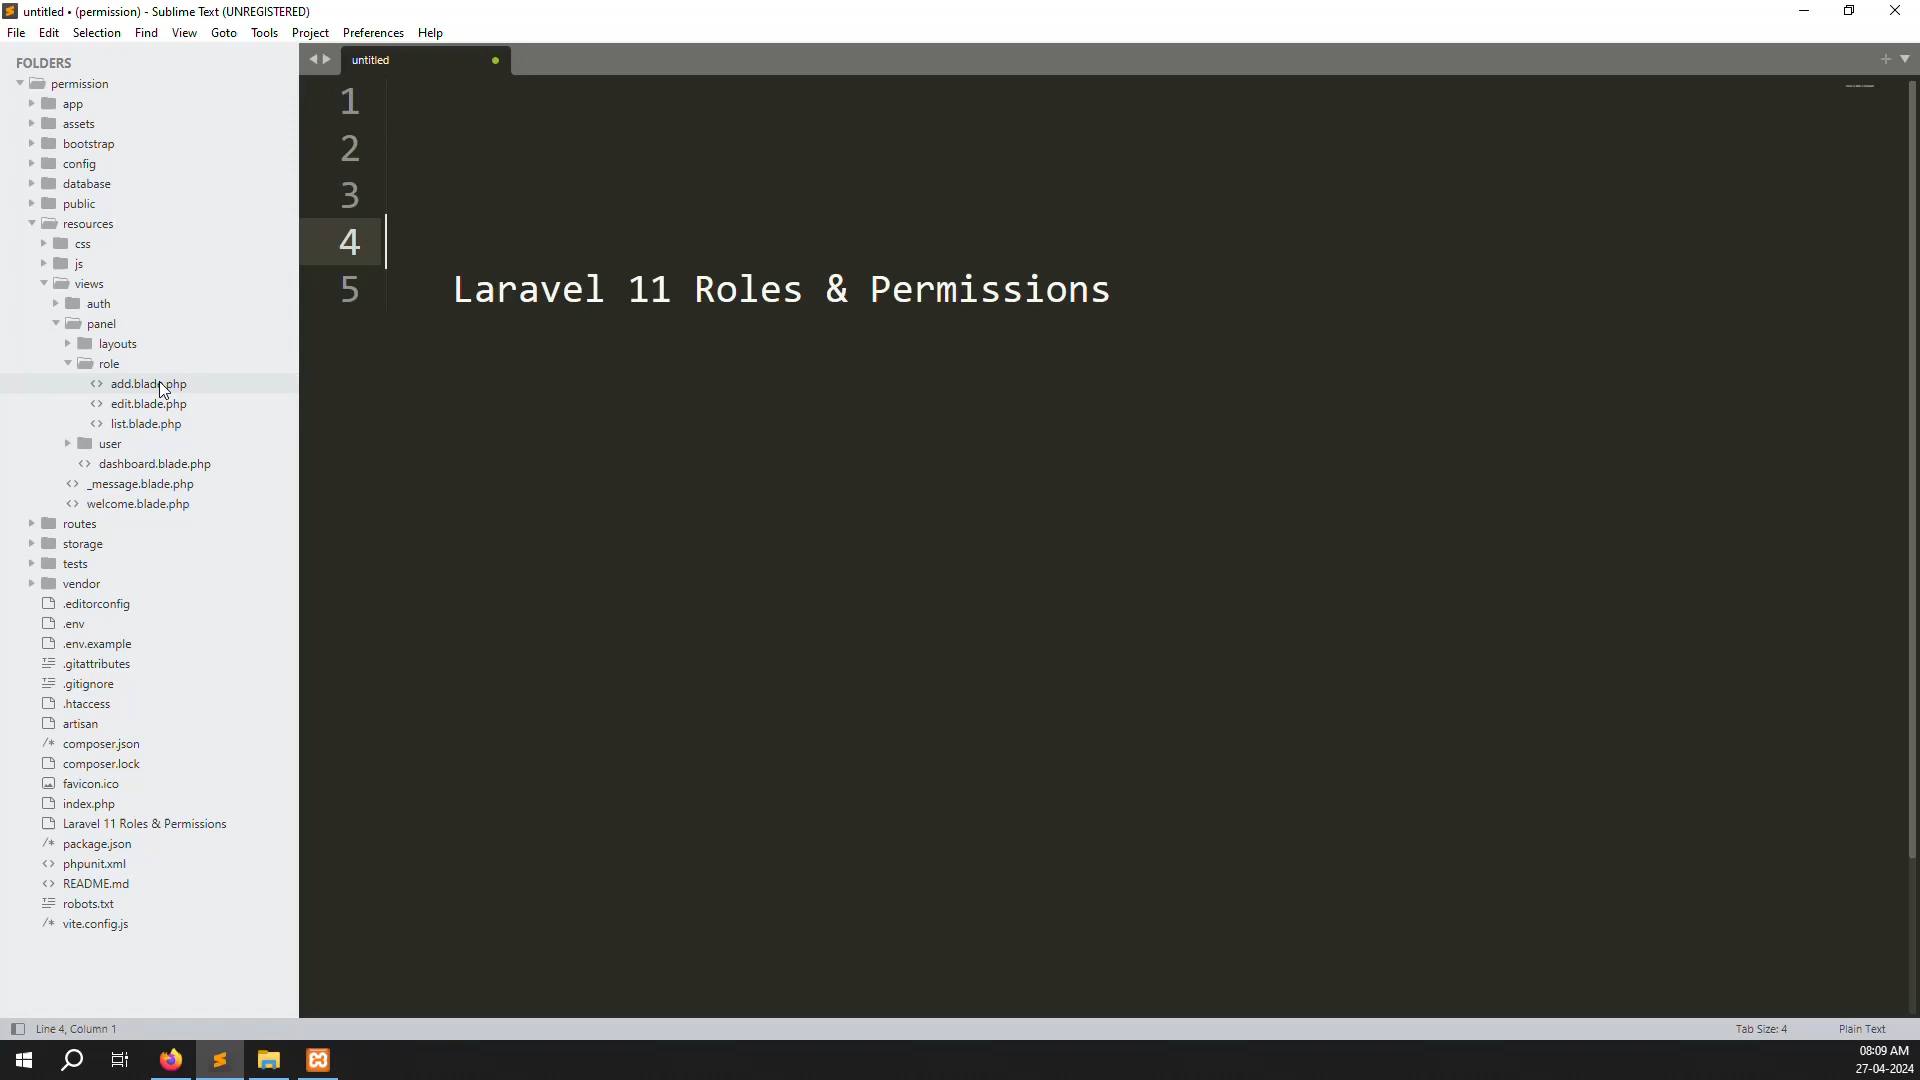 untitled • (permission) - Sublime Text (UNREGISTERED)
File Edit Selection Find View Goto Tools Project Preferences Help
FOLDERS
permission
app
assets
bootstrap
config
database
public
resources
css
js
views
auth
panel
layouts
role
add.blade.php
edit.blade.php
list.blade.php
user
dashboard.blade.php
_message.blade.php
welcome.blade.php
routes
storage
tests
vendor
.editorconfig
.env
.env.example
.gitattributes
.gitignore
.htaccess
artisan
composer.json
composer.lock
favicon.ico
index.php
Laravel 11 Roles & Permissions
package.json
phpunit.xml
README.md
robots.txt
vite.config.js
untitled
1
2
3
4
5 Laravel 11 Roles & Permissions
Line 4, Column 1
Tab Size: 4
Plain Text
08:09 AM
27-04-2024